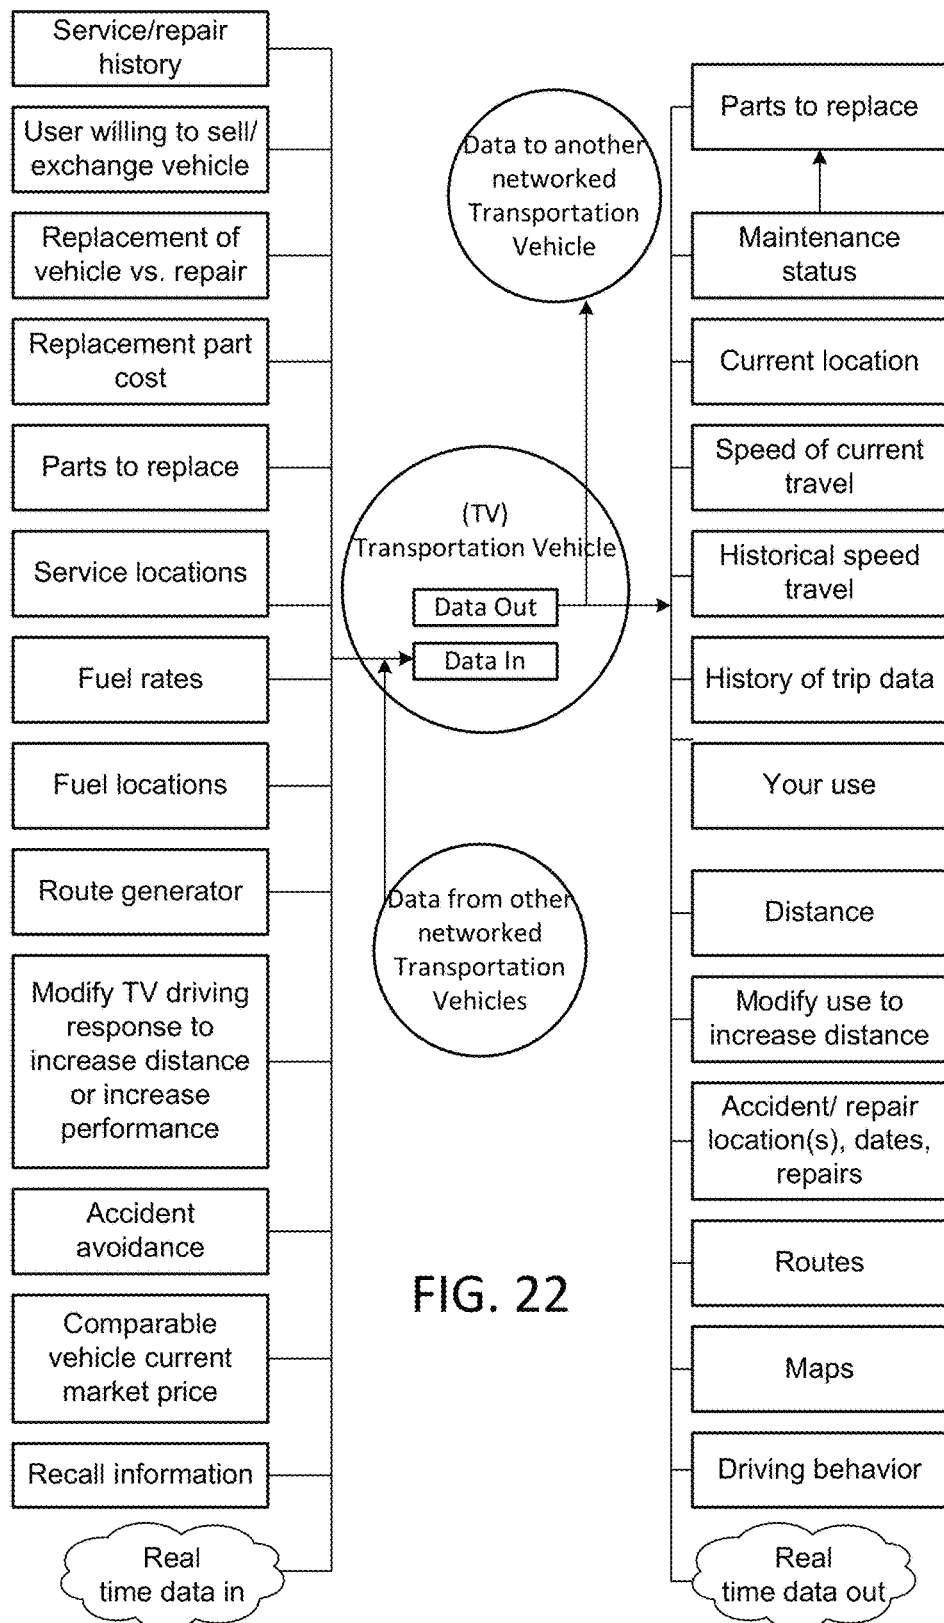 Service/repair
history
User willing to sell/
exchange vehicle
Replacement of
vehicle vs. repair
Replacement part
cost
Parts to replace
Service locations
Fuel rates
Fuel locations
Route generator
Modify TV driving
response to
increase distance
or increase
performance
Accident
avoidance
Comparable
vehicle current
market price
Recall information
Real
time data in
Data to another
networked
Transportation
Vehicle
(TV)
Transportation Vehicle
Data Out
Data In
Data from other
networked
Transportation
Vehicles
FIG. 22
Parts to replace
Maintenance
status
Current location
Speed of current
travel
Historical speed
travel
History of trip data
Your use
Distance
Modify use to
increase distance
Accident/ repair
location(s), dates,
repairs
Routes
Maps
Driving behavior
Real
time data out